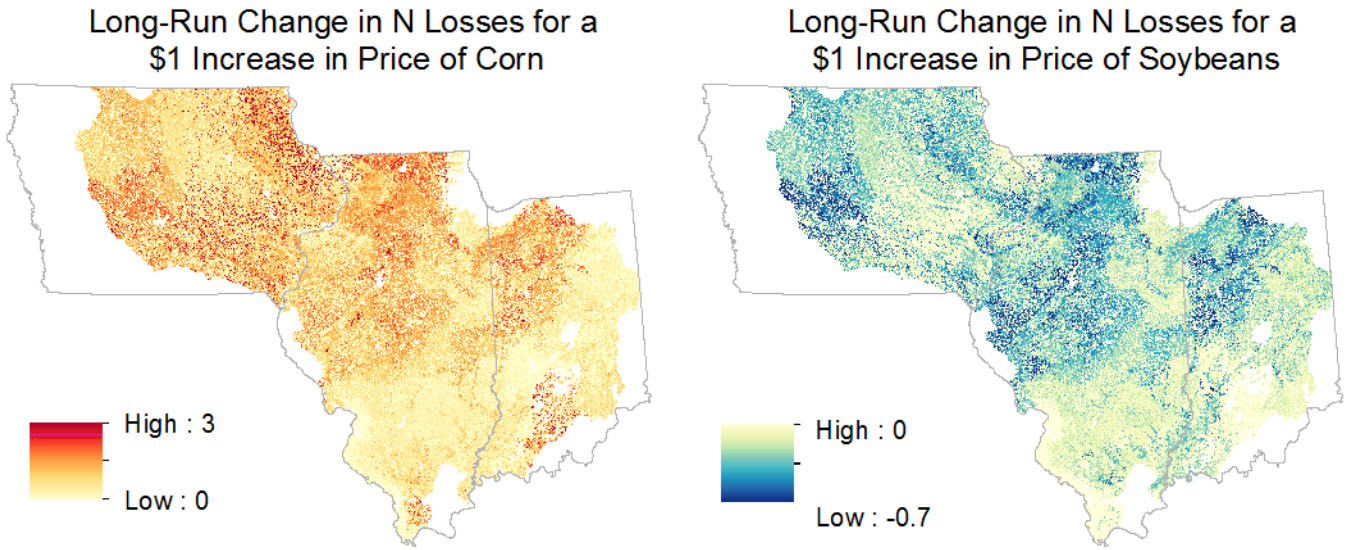 Long-Run Change in N Losses for a
$1 Increase in Price of Corn
High : 3
Low : 0
Long-Run Change in N Losses for a
$1 Increase in Price of Soybeans
High : 0
Low : -0.7